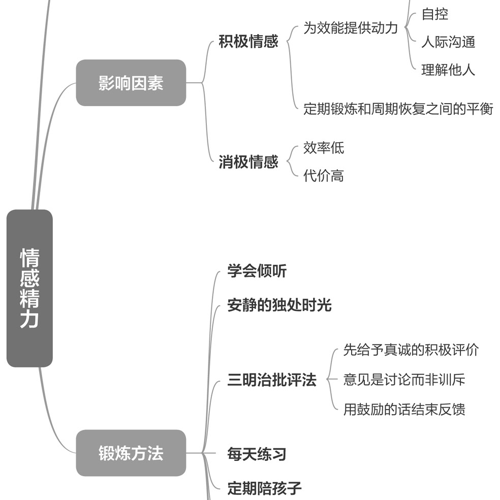 情感精力
影响因素
积极情感
为效能提供动力
自控
人际沟通
理解他人
定期锻炼和周期恢复之间的平衡
消极情感
效率低
代价高
锻炼方法
学会倾听
安静的独处时光
三明治批评法
先给予真诚的积极评价
意见是讨论而非训斥
用鼓励的话结束反馈
每天练习
定期陪孩子